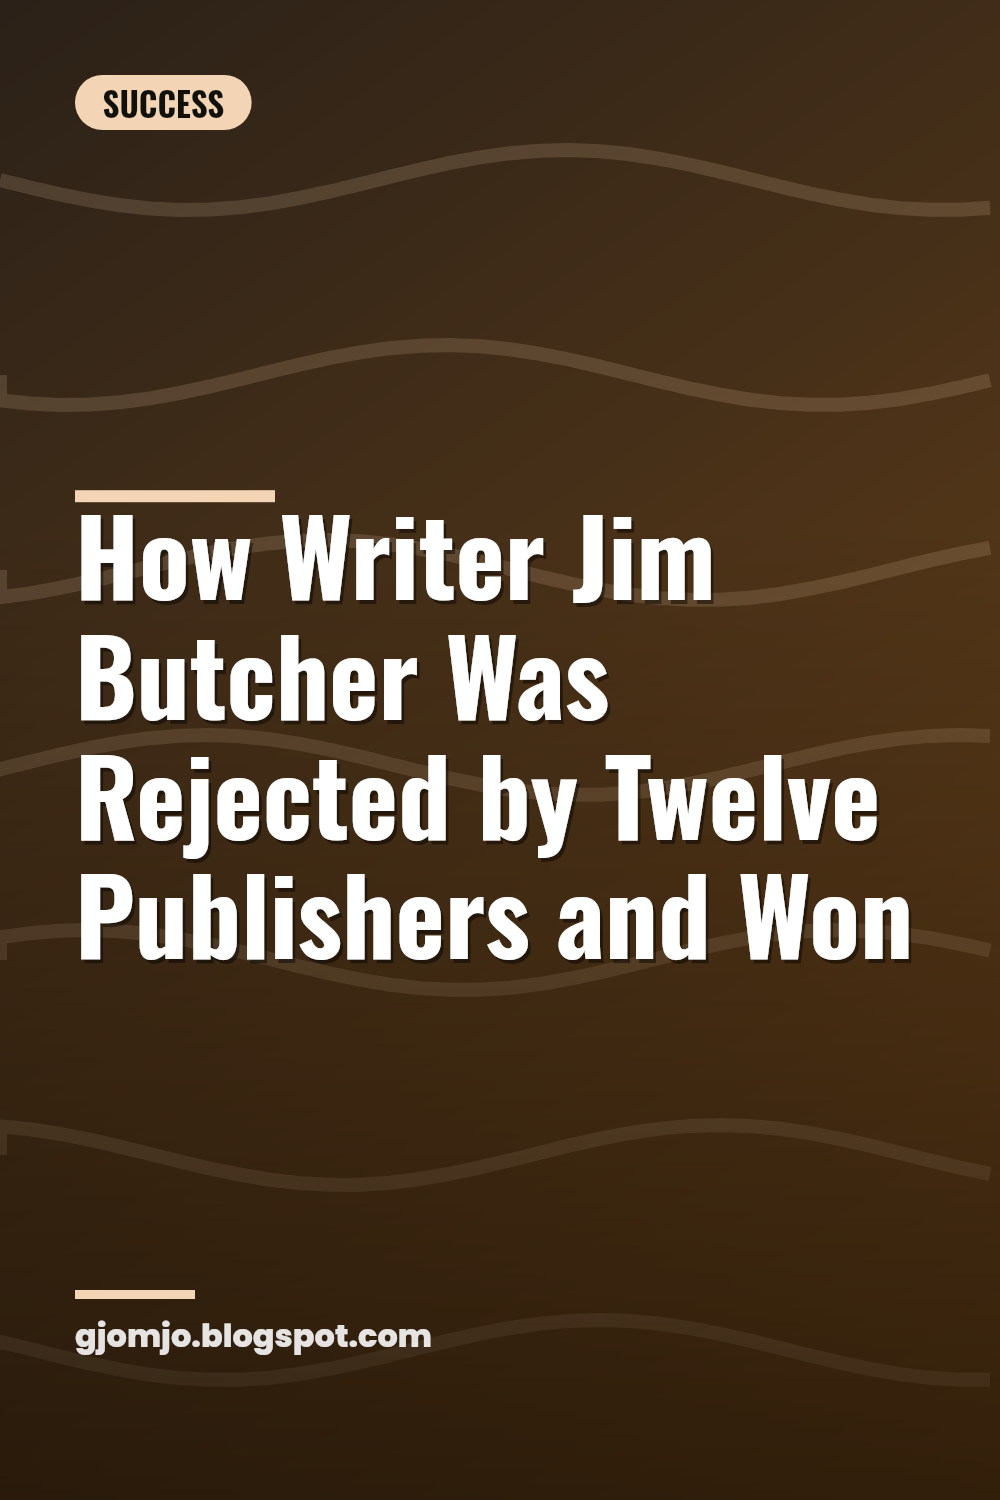 SUCCESS
How Writer Jim
Butcher Was
Rejected by Twelve
Publishers and Won
gjomjo.blogspot.com